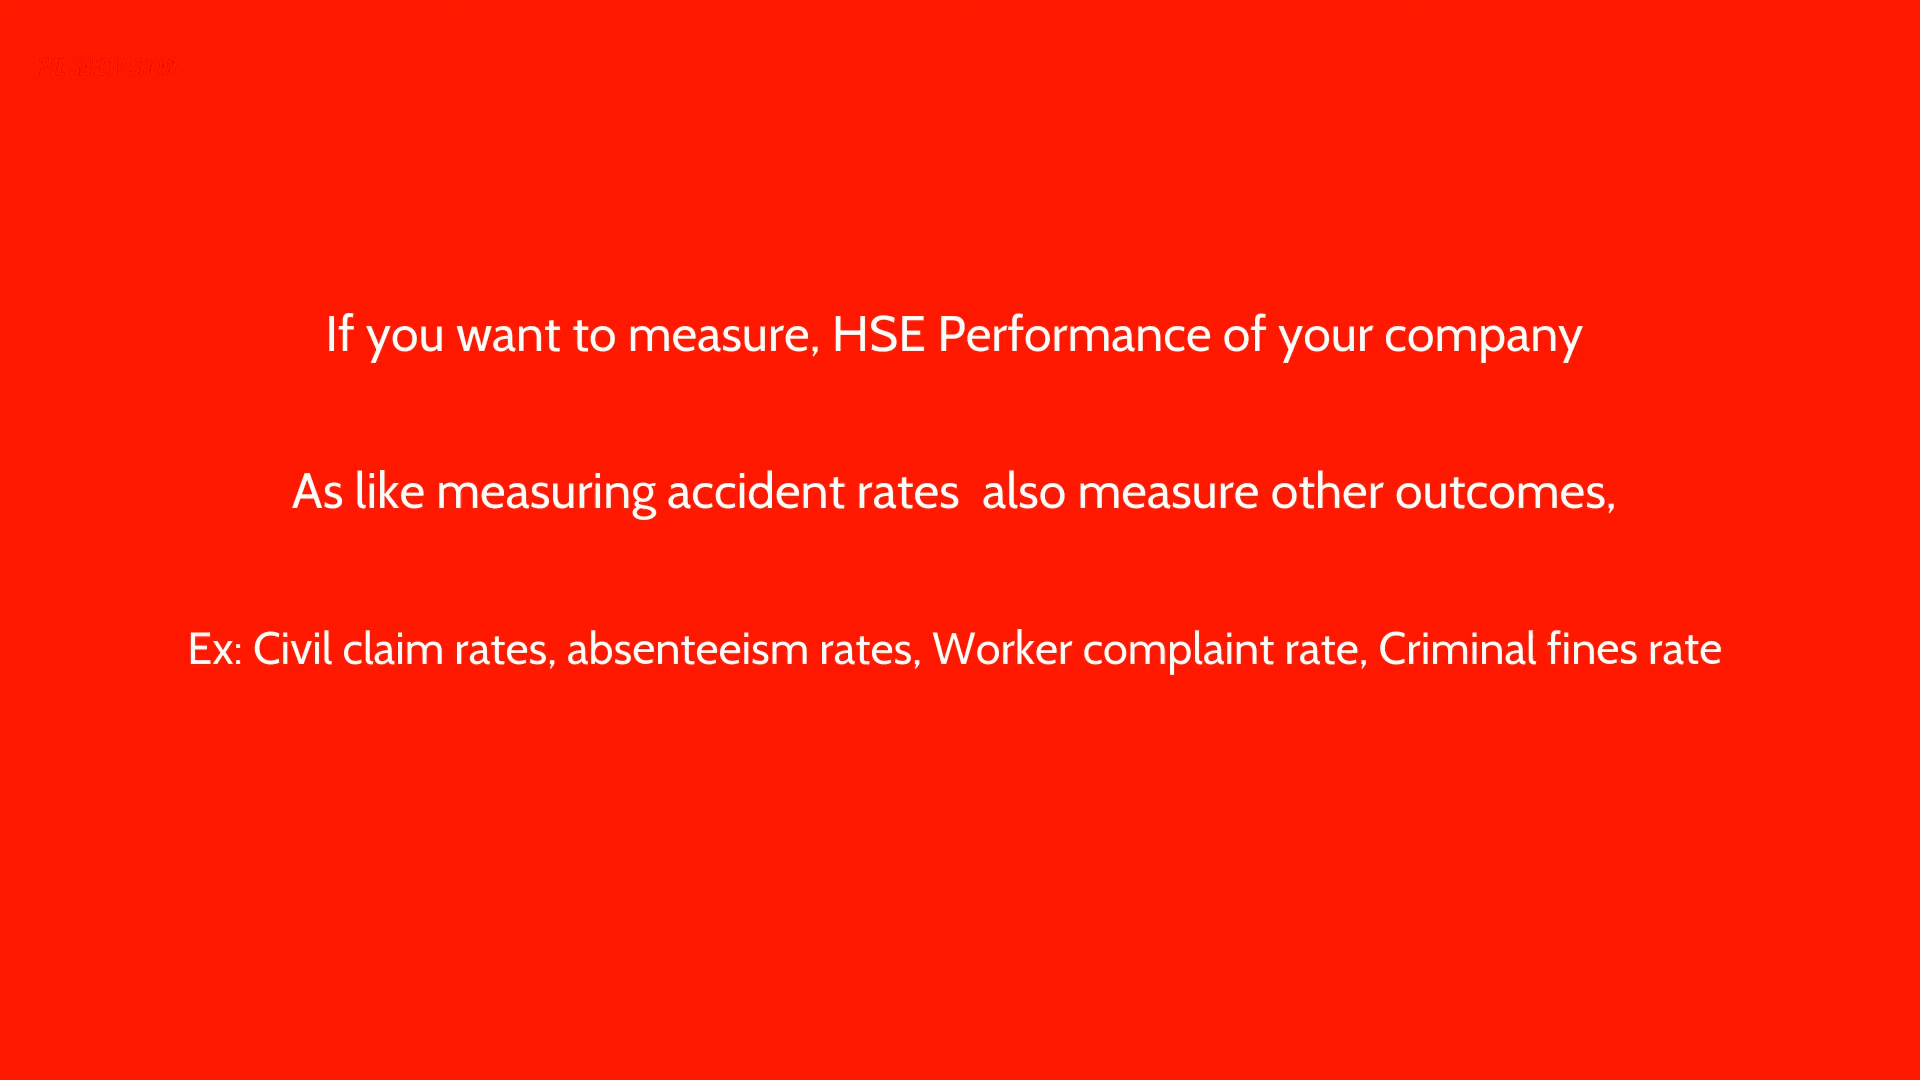 If you want to measure, HSE Performance of your company
As like measuring accident rates  also measure other outcomes,
Ex: Civil claim rates, absenteeism rates, Worker complaint rate, Criminal fines rate